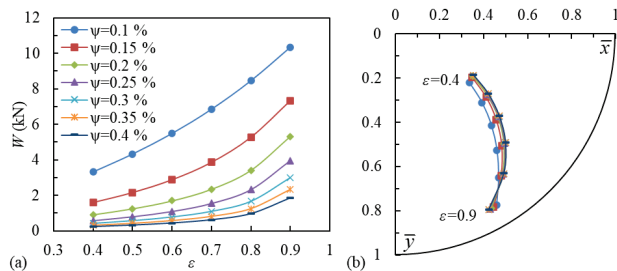 12
10
8
6
4
2
0
W (kN)
ψ=0.1 %
ψ=0.15 %
ψ=0.2 %
ψ=0.25 %
ψ=0.3 %
ψ=0.35 %
ψ=0.4 %
0.3 0.4 0.5 0.6 0.7 0.8 0.9 1
ε
(a)
0 0.2 0.4 0.6 0.8 1
x̅
0
0.2
0.4
0.6
0.8
1
ε=0.4
ε=0.9
y̅
(b)